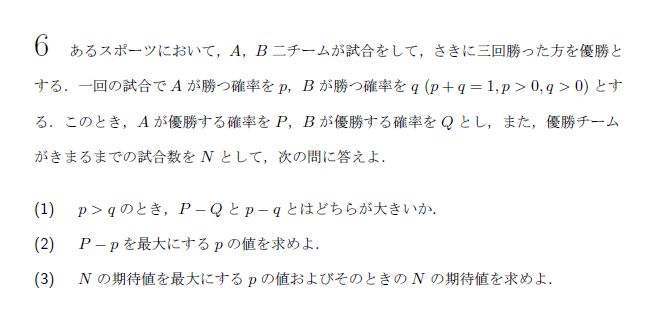 6 あるスポーツにおいて，A，B 二チームが試合をして，さきに三回勝った方を優勝と
する．一回の試合で A が勝つ確率を p，B が勝つ確率を q (p + q = 1, p > 0, q > 0) とす
る．このとき，A が優勝する確率を P，B が優勝する確率を Q とし，また，優勝チーム
がきまるまでの試合数を N として，次の問に答えよ．
(1) p > q のとき，P − Q と p − q とはどちらが大きいか．
(2) P − p を最大にする p の値を求めよ．
(3) N の期待値を最大にする p の値およびそのときの N の期待値を求めよ．